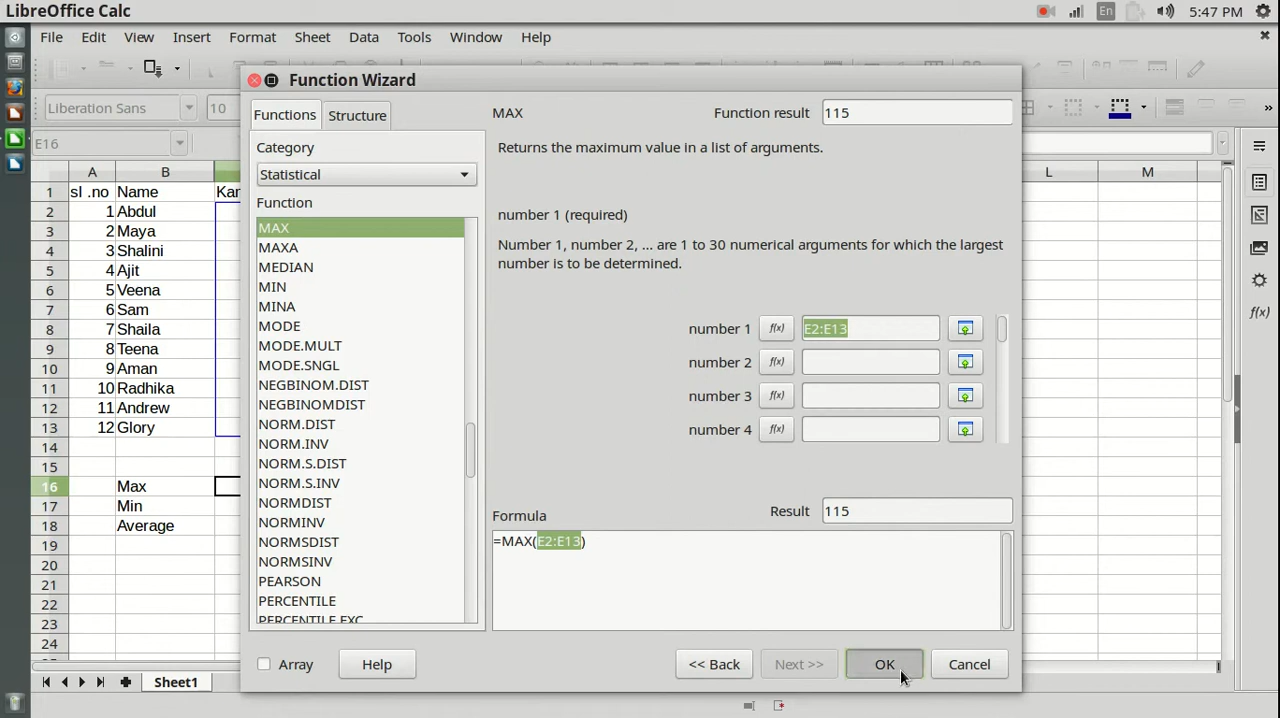 LibreOffice Calc
En
5:47 PM
File Edit View Insert Format Sheet Data Tools Window Help
Liberation Sans
10
E16
Function Wizard
Functions
Structure
Category
Statistical
Function
MAX
MAXA
MEDIAN
MIN
MINA
MODE
MODE.MULT
MODE.SNGL
NEGBINOM.DIST
NEGBINOMDIST
NORM.DIST
NORM.INV
NORM.S.DIST
NORM.S.INV
NORMDIST
NORMINV
NORMSDIST
NORMSINV
PEARSON
PERCENTILE
PERCENTILE.EXC
MAX
Function result
115
Returns the maximum value in a list of arguments.
number 1 (required)
Number 1, number 2, ... are 1 to 30 numerical arguments for which the largest
number is to be determined.
number 1
f(x)
E2:E13
number 2
f(x)
number 3
f(x)
number 4
f(x)
Formula
Result
115
=MAX(E2:E13)
Array
Help
<< Back
Next >>
OK
Cancel
A B L M
1 sl .no Name Kar
2 1 Abdul
3 2 Maya
4 3 Shalini
5 4 Ajit
6 5 Veena
7 6 Sam
8 7 Shaila
9 8 Teena
10 9 Aman
11 10 Radhika
12 11 Andrew
13 12 Glory
14
15
16 Max
17 Min
18 Average
19
20
21
22
23
24
Sheet1